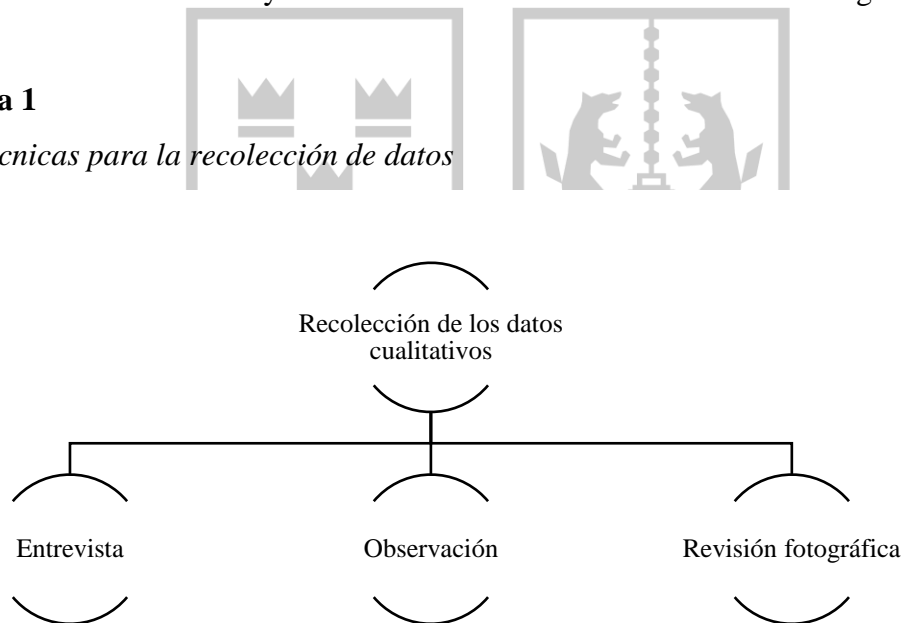 a 1
cnicas para la recolección de datos
Recolección de los datos
cualitativos
Entrevista
Observación
Revisión fotográfica